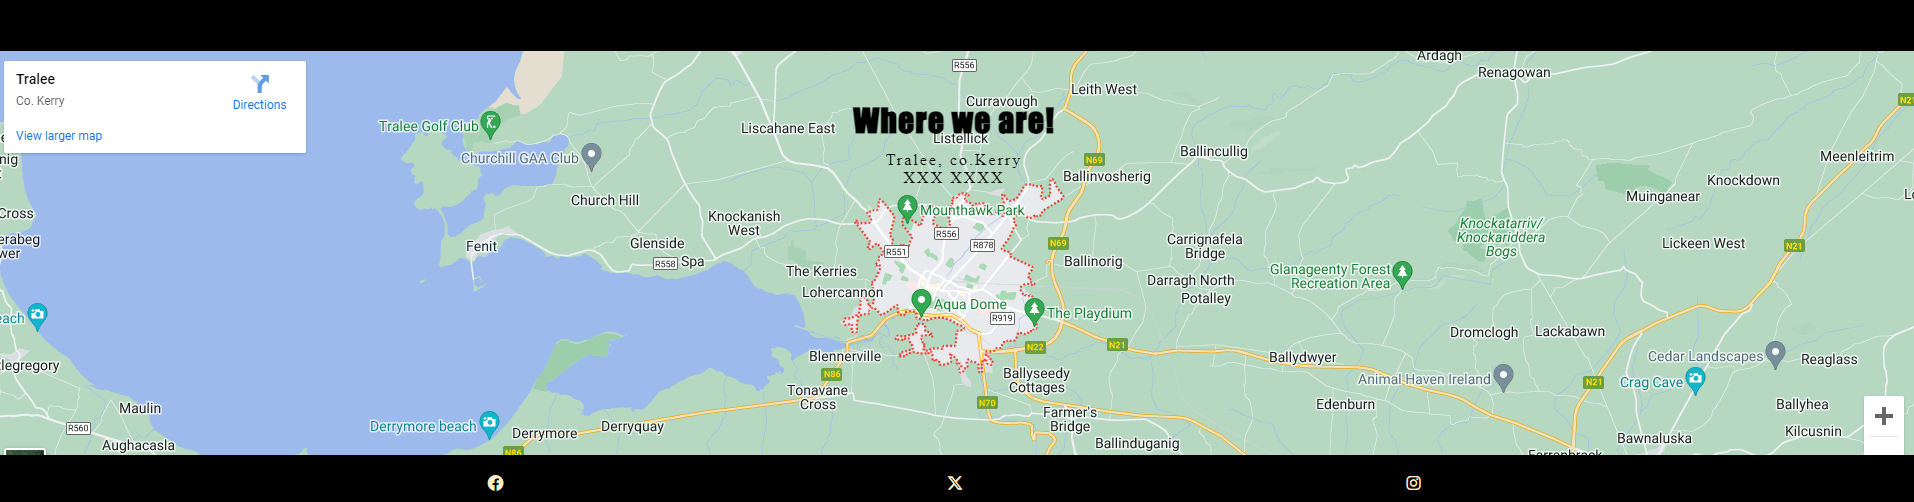 Tralee
Co. Kerry
Directions
View larger map
Ardagh
Renagowan
R556
Leith West
N21
Curravough
Where we are!
Listellick
Liscahane East
Tralee Golf Club
Churchill GAA Club
Tralee, co.Kerry
XXX XXXX
N69
Ballincullig
Meenleitrim
Ballinvosherig
Knockdown
Muinganear
nig
Church Hill
Mounthawk Park
Knockanish
West
Cross
Knockatarriv/
Knockariddera
Bogs
R556
R878
N69
Carrignafela
Bridge
Lickeen West
N21
erabeg
wer
Fenit
Glenside
R551
R558
Spa
Ballinorig
The Kerries
Glanageenty Forest
Recreation Area
Darragh North
Potalley
Lohercannon
Aqua Dome
The Playdium
R919
each
Dromclogh
Lackabawn
N22
N21
Blennerville
Ballydwyer
Cedar Landscapes
Reaglass
tlegregory
N86
Ballyseedy
Cottages
Animal Haven Ireland
N21
Crag Cave
Tonavane
Cross
N70
Maulin
Edenburn
Ballyhea
Farmer's
Bridge
Derrymore beach
Derrymore
Derryquay
R560
Kilcusnin
Aughacasla
Ballinduganig
Bawnaluska
N86
Farranbrack